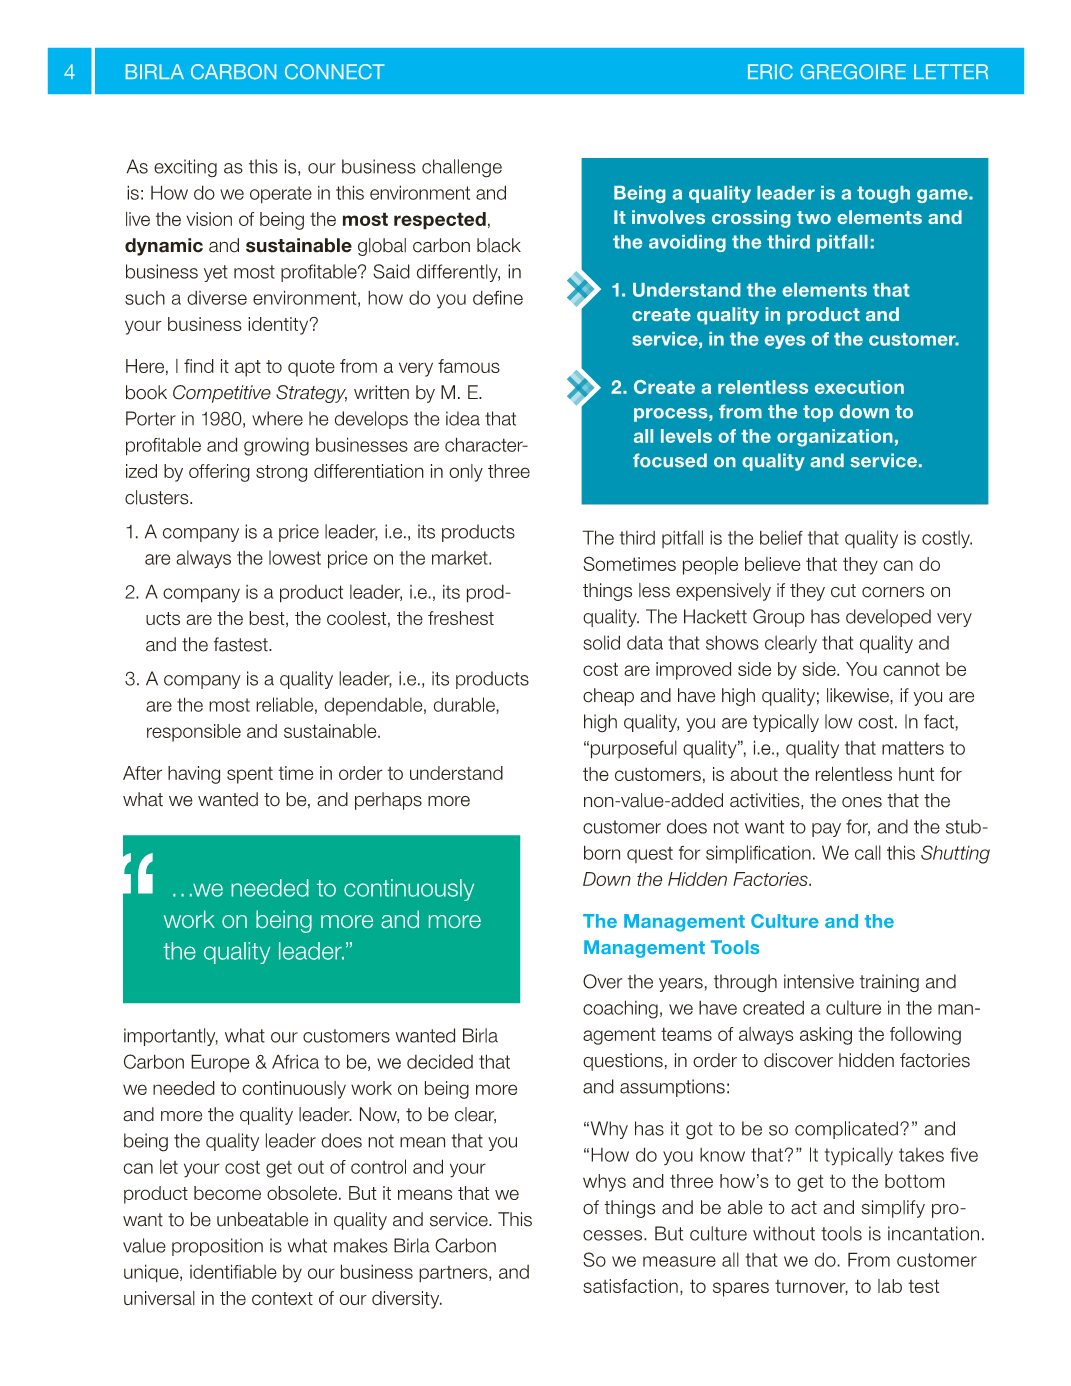 4
BIRLA CARBON CONNECT
ERIC GREGOIRE LETTER
As exciting as this is, our business challenge
is: How do we operate in this environment and
live the vision of being the most respected,
dynamic and sustainable global carbon black
business yet most profitable? Said differently, in
such a diverse environment, how do you define
your business identity?
Here, I find it apt to quote from a very famous
book Competitive Strategy, written by M. E.
Porter in 1980, where he develops the idea that
profitable and growing businesses are character-
ized by offering strong differentiation in only three
clusters.
1. A company is a price leader, i.e., its products
are always the lowest price on the market.
2. A company is a product leader, i.e., its prod-
ucts are the best, the coolest, the freshest
and the fastest.
3. A company is a quality leader, i.e., its products
are the most reliable, dependable, durable,
responsible and sustainable.
After having spent time in order to understand
what we wanted to be, and perhaps more
“…we needed to continuously
work on being more and more
the quality leader.”
importantly, what our customers wanted Birla
Carbon Europe & Africa to be, we decided that
we needed to continuously work on being more
and more the quality leader. Now, to be clear,
being the quality leader does not mean that you
can let your cost get out of control and your
product become obsolete. But it means that we
want to be unbeatable in quality and service. This
value proposition is what makes Birla Carbon
unique, identifiable by our business partners, and
universal in the context of our diversity.
Being a quality leader is a tough game.
It involves crossing two elements and
the avoiding the third pitfall:
1. Understand the elements that
create quality in product and
service, in the eyes of the customer.
2. Create a relentless execution
process, from the top down to
all levels of the organization,
focused on quality and service.
The third pitfall is the belief that quality is costly.
Sometimes people believe that they can do
things less expensively if they cut corners on
quality. The Hackett Group has developed very
solid data that shows clearly that quality and
cost are improved side by side. You cannot be
cheap and have high quality; likewise, if you are
high quality, you are typically low cost. In fact,
“purposeful quality”, i.e., quality that matters to
the customers, is about the relentless hunt for
non-value-added activities, the ones that the
customer does not want to pay for, and the stub-
born quest for simplification. We call this Shutting
Down the Hidden Factories.
The Management Culture and the
Management Tools
Over the years, through intensive training and
coaching, we have created a culture in the man-
agement teams of always asking the following
questions, in order to discover hidden factories
and assumptions:
“Why has it got to be so complicated?” and
“How do you know that?” It typically takes five
whys and three how’s to get to the bottom
of things and be able to act and simplify pro-
cesses. But culture without tools is incantation.
So we measure all that we do. From customer
satisfaction, to spares turnover, to lab test